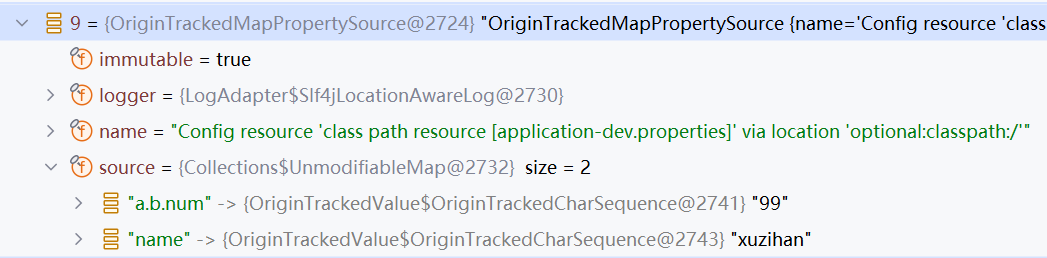 9 = {OriginTrackedMapPropertySource@2724} "OriginTrackedMapPropertySource {name='Config resource 'class
immutable = true
logger = {LogAdapter$Slf4jLocationAwareLog@2730}
name = "Config resource 'class path resource [application-dev.properties]' via location 'optional:classpath:/'"
source = {Collections$UnmodifiableMap@2732} size = 2
"a.b.num" -> {OriginTrackedValue$OriginTrackedCharSequence@2741} "99"
"name" -> {OriginTrackedValue$OriginTrackedCharSequence@2743} "xuzihan"